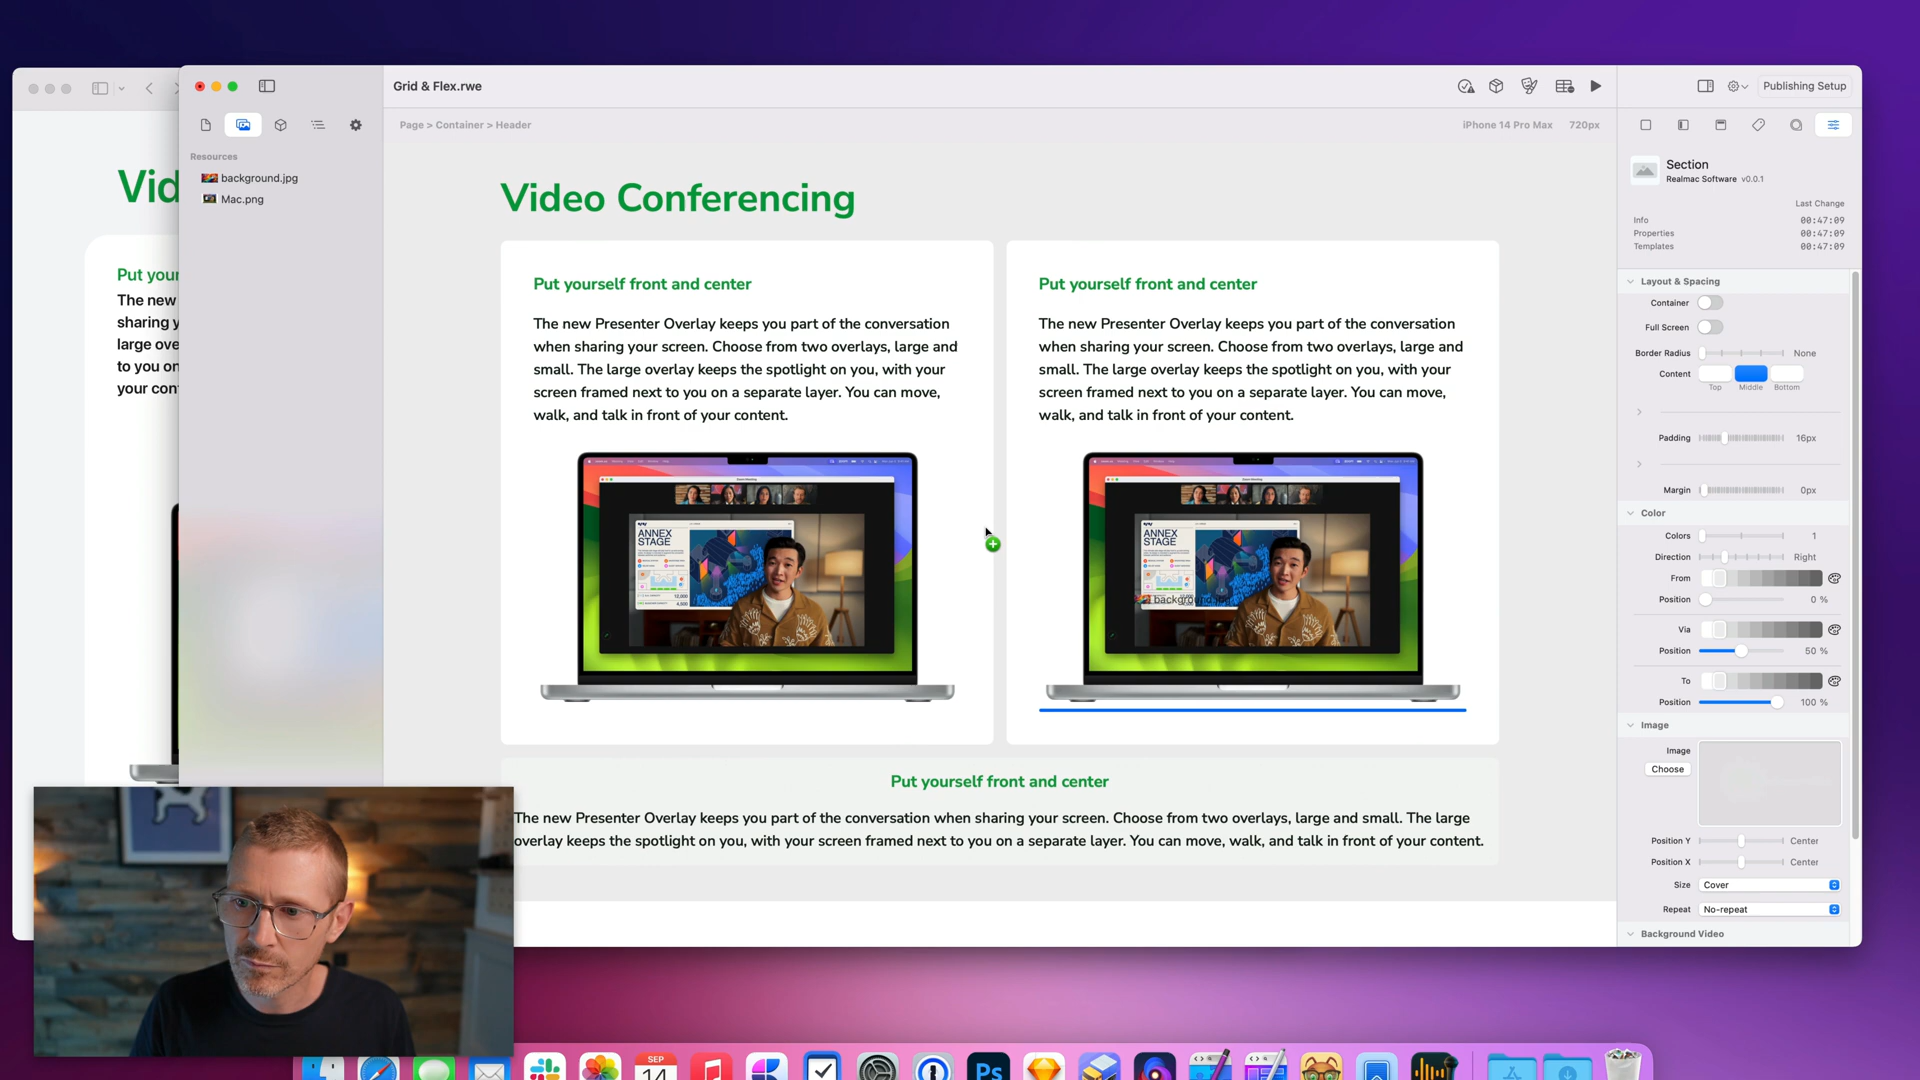 Grid & Flex.rwe
Publishing Setup
Page > Container > Header
iPhone 14 Pro Max 720px
Resources
background.jpg
Mac.png
Vid
Put your
The new
sharing y
large ove
to you on
your con
Video Conferencing
Put yourself front and center
The new Presenter Overlay keeps you part of the conversation
when sharing your screen. Choose from two overlays, large and
small. The large overlay keeps the spotlight on you, with your
screen framed next to you on a separate layer. You can move,
walk, and talk in front of your content.
ANNEX
STAGE
12,000
Put yourself front and center
The new Presenter Overlay keeps you part of the conversation
when sharing your screen. Choose from two overlays, large and
small. The large overlay keeps the spotlight on you, with your
screen framed next to you on a separate layer. You can move,
walk, and talk in front of your content.
ANNEX
STAGE
background.jpg
Put yourself front and center
The new Presenter Overlay keeps you part of the conversation when sharing your screen. Choose from two overlays, large and small. The large
overlay keeps the spotlight on you, with your screen framed next to you on a separate layer. You can move, walk, and talk in front of your content.
Section
Realmac Software v0.0.1
Last Change
Info 00:47:09
Properties 00:47:09
Templates 00:47:09
Layout & Spacing
Container
Full Screen
Border Radius None
Content
Top Middle Bottom
Padding 16px
Margin 0px
Color
Colors 1
Direction Right
From
Position 0 %
Via
Position 50 %
To
Position 100 %
Image
Image
Choose
Position Y Center
Position X Center
Size Cover
Repeat No-repeat
Background Video
SEP
14
Ps